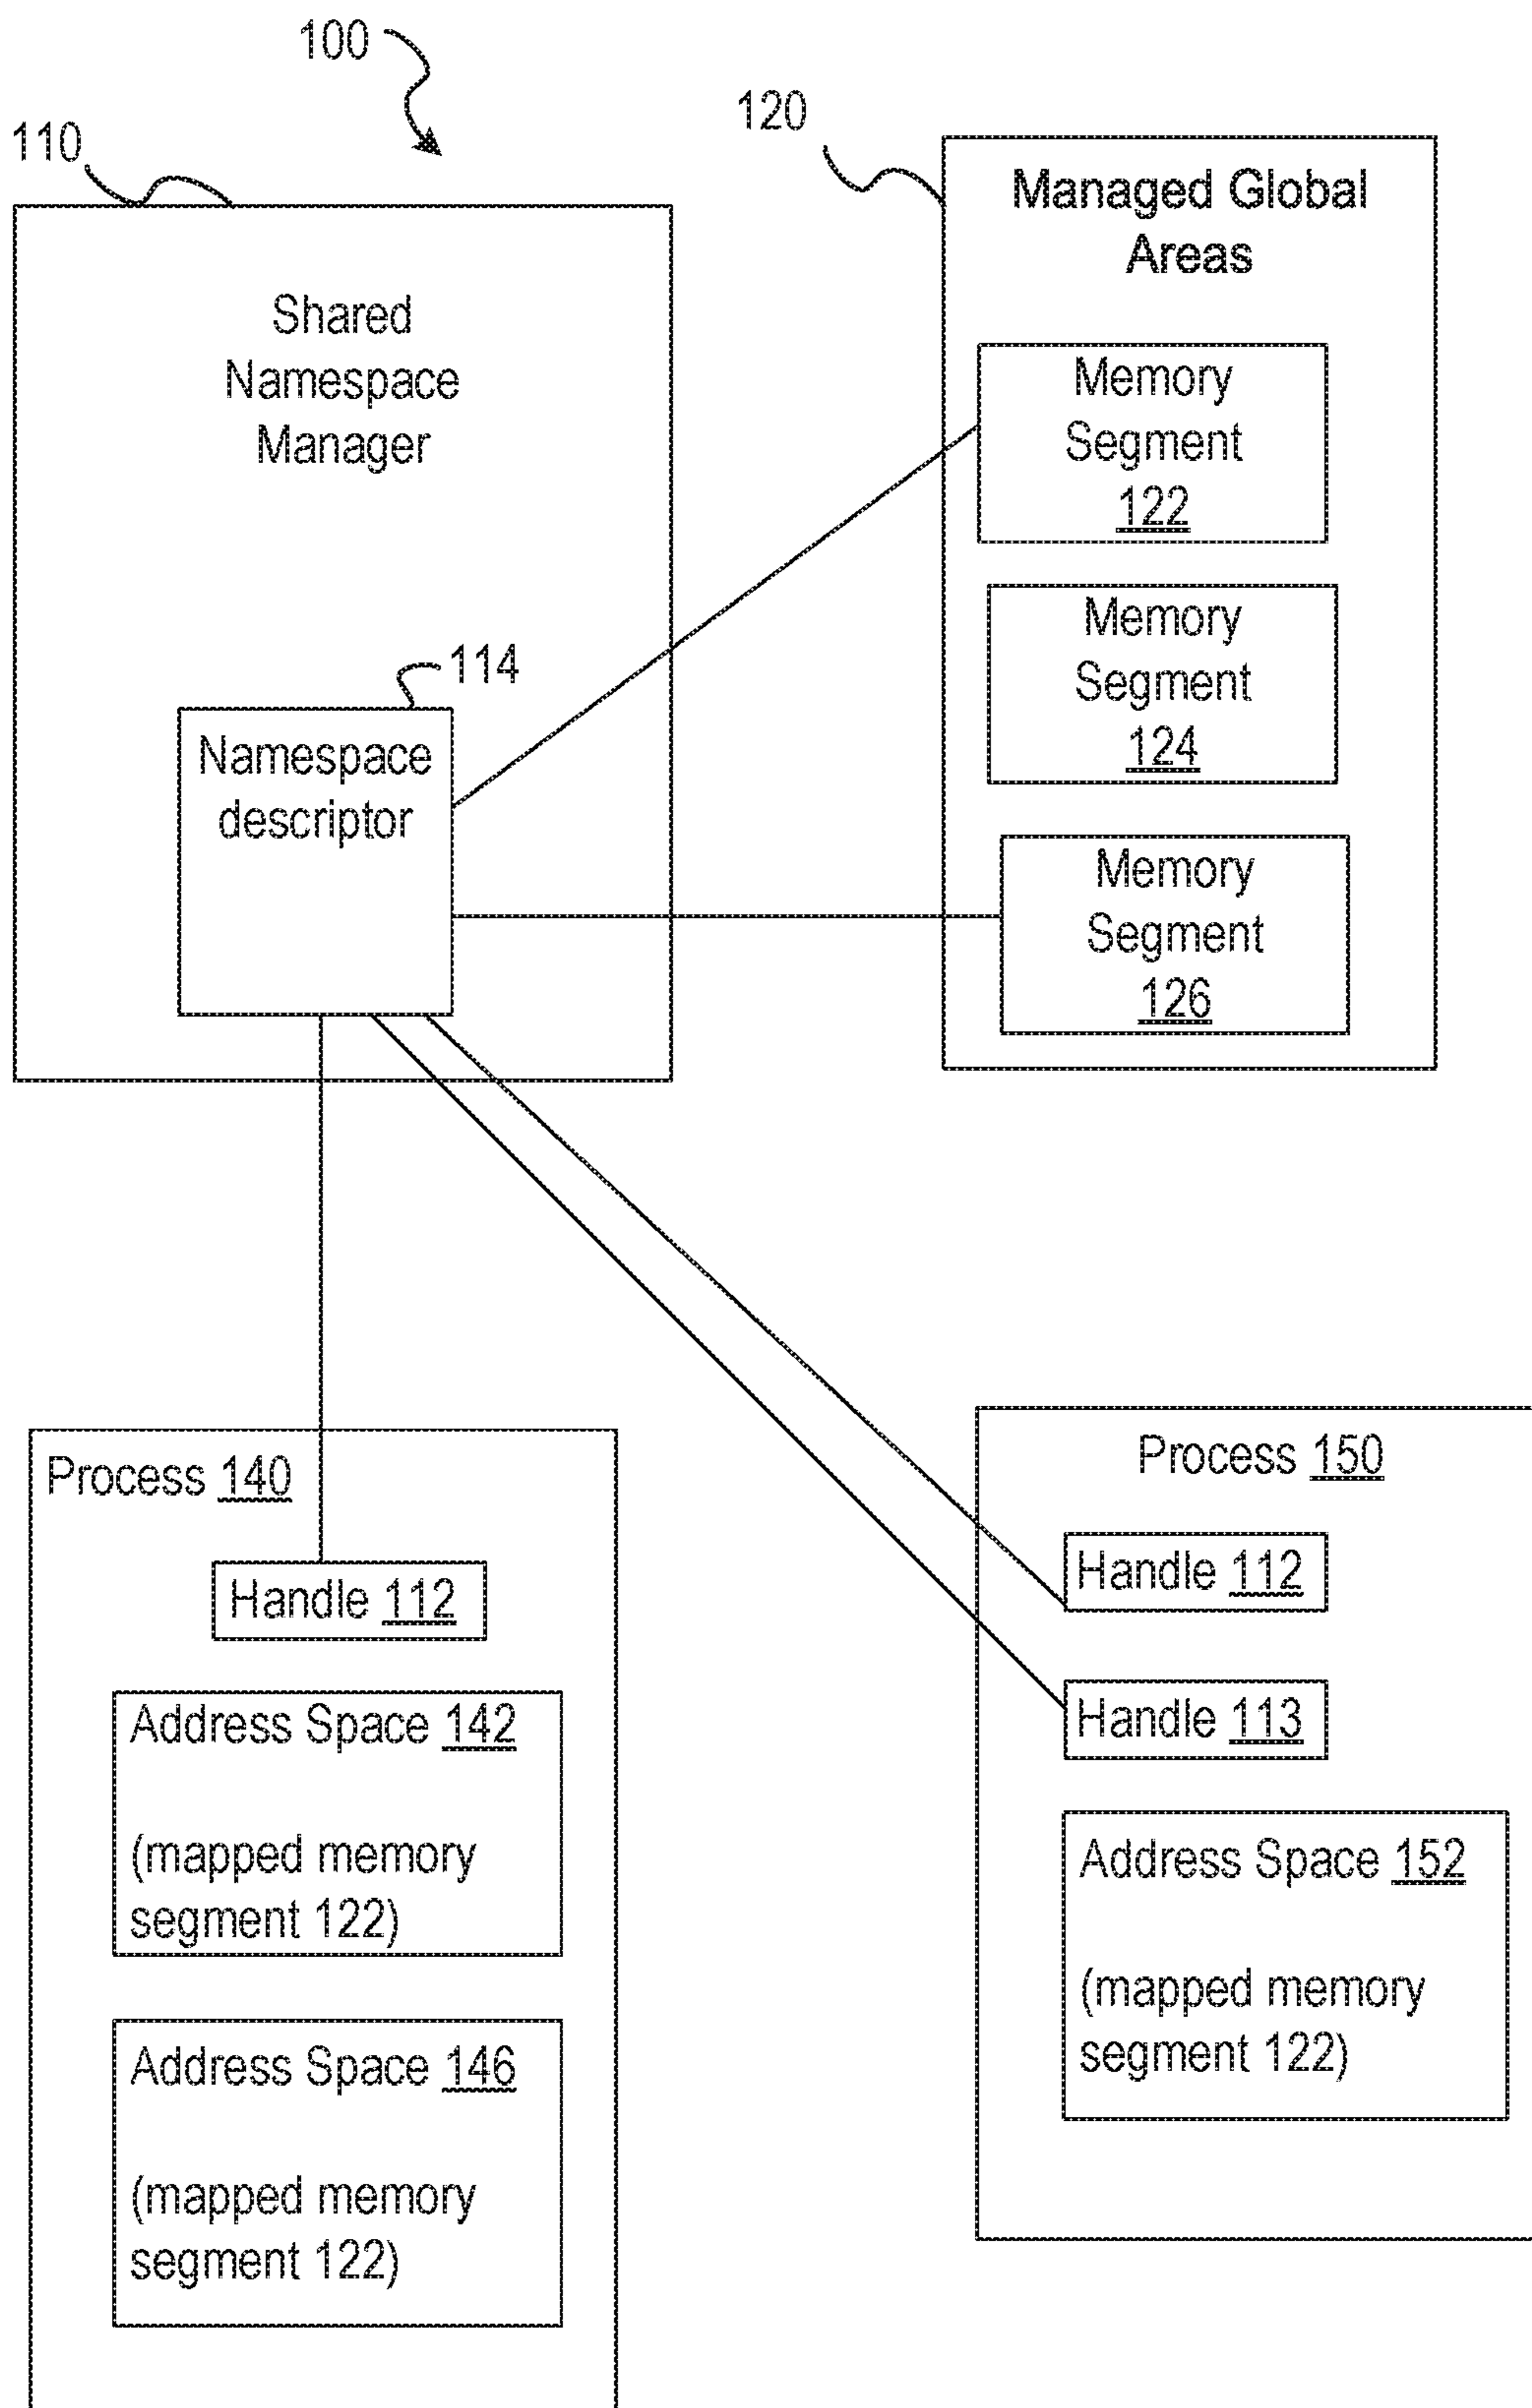 100
110
120
Managed Global
Areas
Shared
Namespace
Manager
Memory
Segment
122
Memory
Segment
124
114
Namespace
descriptor
Memory
Segment
126
Process 140
Handle 112
Address Space 142
(mapped memory
segment 122)
Address Space 146
(mapped memory
segment 122)
Process 150
Handle 112
Handle 113
Address Space 152
(mapped memory
segment 122)